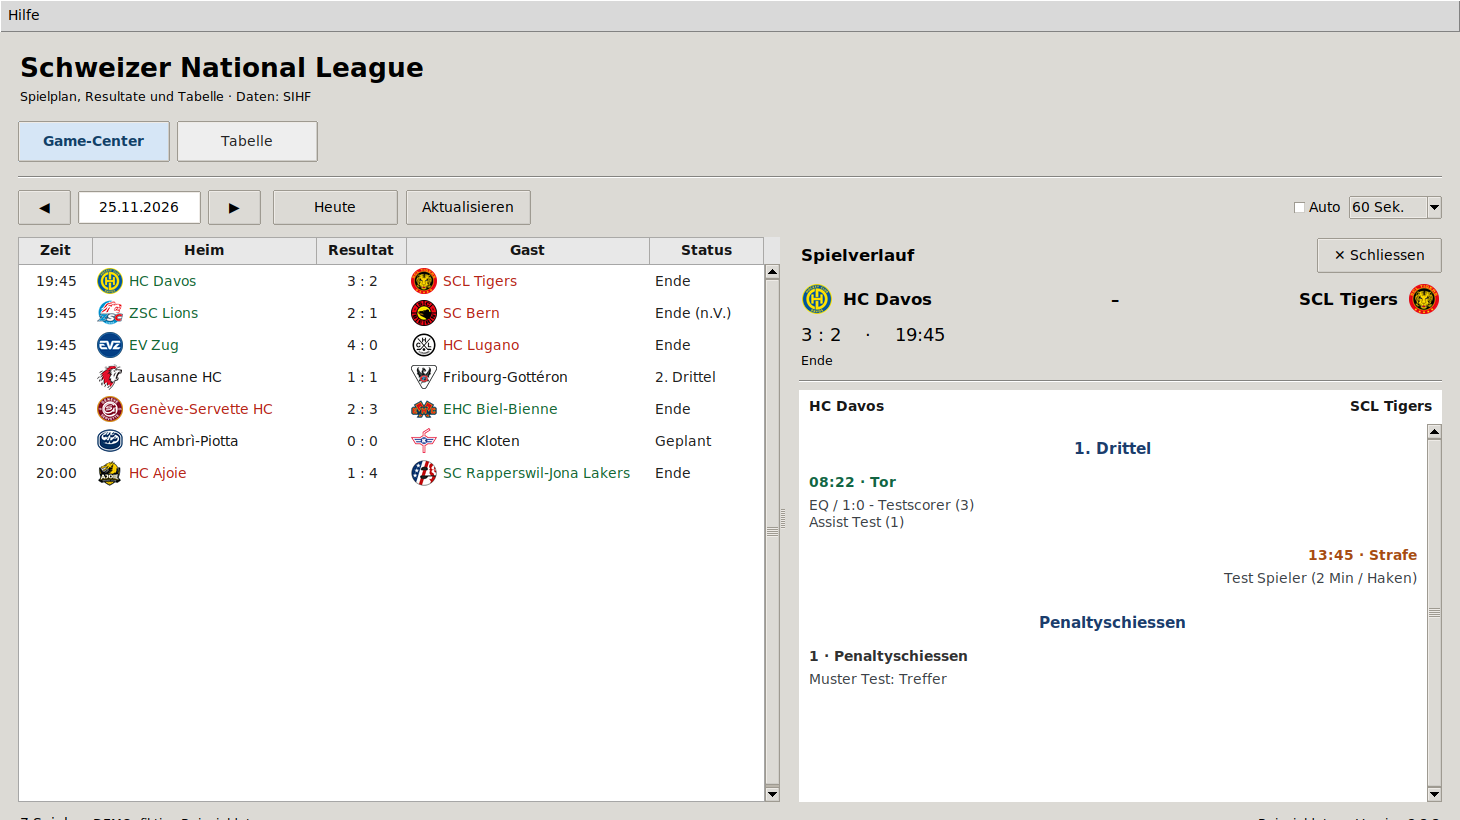 Hilfe
Schweizer National League
Spielplan, Resultate und Tabelle · Daten: SIHF
Game-Center
Tabelle
◀ 25.11.2026 ▶ Heute Aktualisieren
Auto 60 Sek.
Zeit Heim Resultat Gast Status
19:45 HC Davos 3 : 2 SCL Tigers Ende
19:45 ZSC Lions 2 : 1 SC Bern Ende (n.V.)
19:45 EV Zug 4 : 0 HC Lugano Ende
19:45 Lausanne HC 1 : 1 Fribourg-Gottéron 2. Drittel
19:45 Genève-Servette HC 2 : 3 EHC Biel-Bienne Ende
20:00 HC Ambrì-Piotta 0 : 0 EHC Kloten Geplant
20:00 HC Ajoie 1 : 4 SC Rapperswil-Jona Lakers Ende
Spielverlauf
✕ Schliessen
HC Davos – SCL Tigers
3 : 2 · 19:45
Ende
HC Davos SCL Tigers
1. Drittel
08:22 · Tor
EQ / 1:0 - Testscorer (3)
Assist Test (1)
13:45 · Strafe
Test Spieler (2 Min / Haken)
Penaltyschiessen
1 · Penaltyschiessen
Muster Test: Treffer